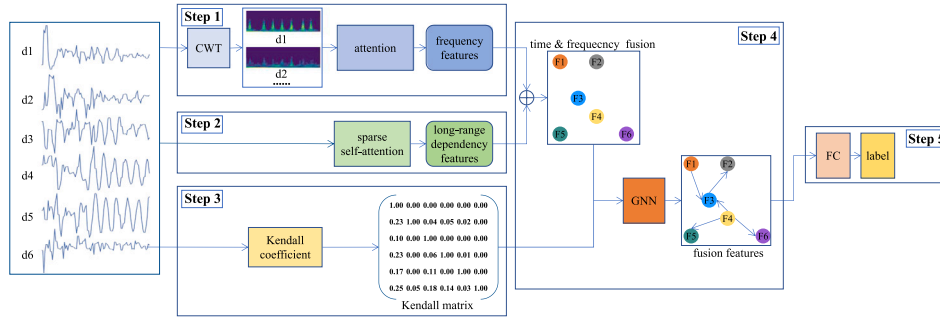 d1
d2
d3
d4
d5
d6
Step 1
CWT
d1
d2
......
attention
frequency
features
Step 2
sparse
self-attention
long-range
dependency
features
Step 3
Kendall
coefficient
1.00 0.00 0.00 0.00 0.00 0.00
0.23 1.00 0.04 0.05 0.02 0.00
0.10 0.00 1.00 0.00 0.00 0.00
0.23 0.00 0.06 1.00 0.01 0.00
0.17 0.00 0.11 0.00 1.00 0.00
0.25 0.05 0.18 0.14 0.03 1.00
Kendall matrix
Step 4
time & frequecncy fusion
F1 F2
F3
F4
F5 F6
GNN
F1 F2
F3
F4
F5 F6
fusion features
Step 5
FC
label